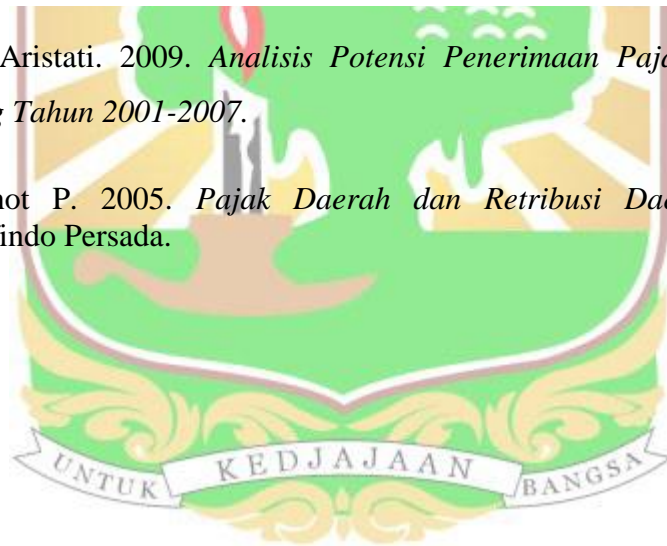 Aristati. 2009. Analisis Potensi Penerimaan Paja
g Tahun 2001-2007.
not P. 2005. Pajak Daerah dan Retribusi Dae
indo Persada.
UNTUK KEDJAJAAN BANGSA